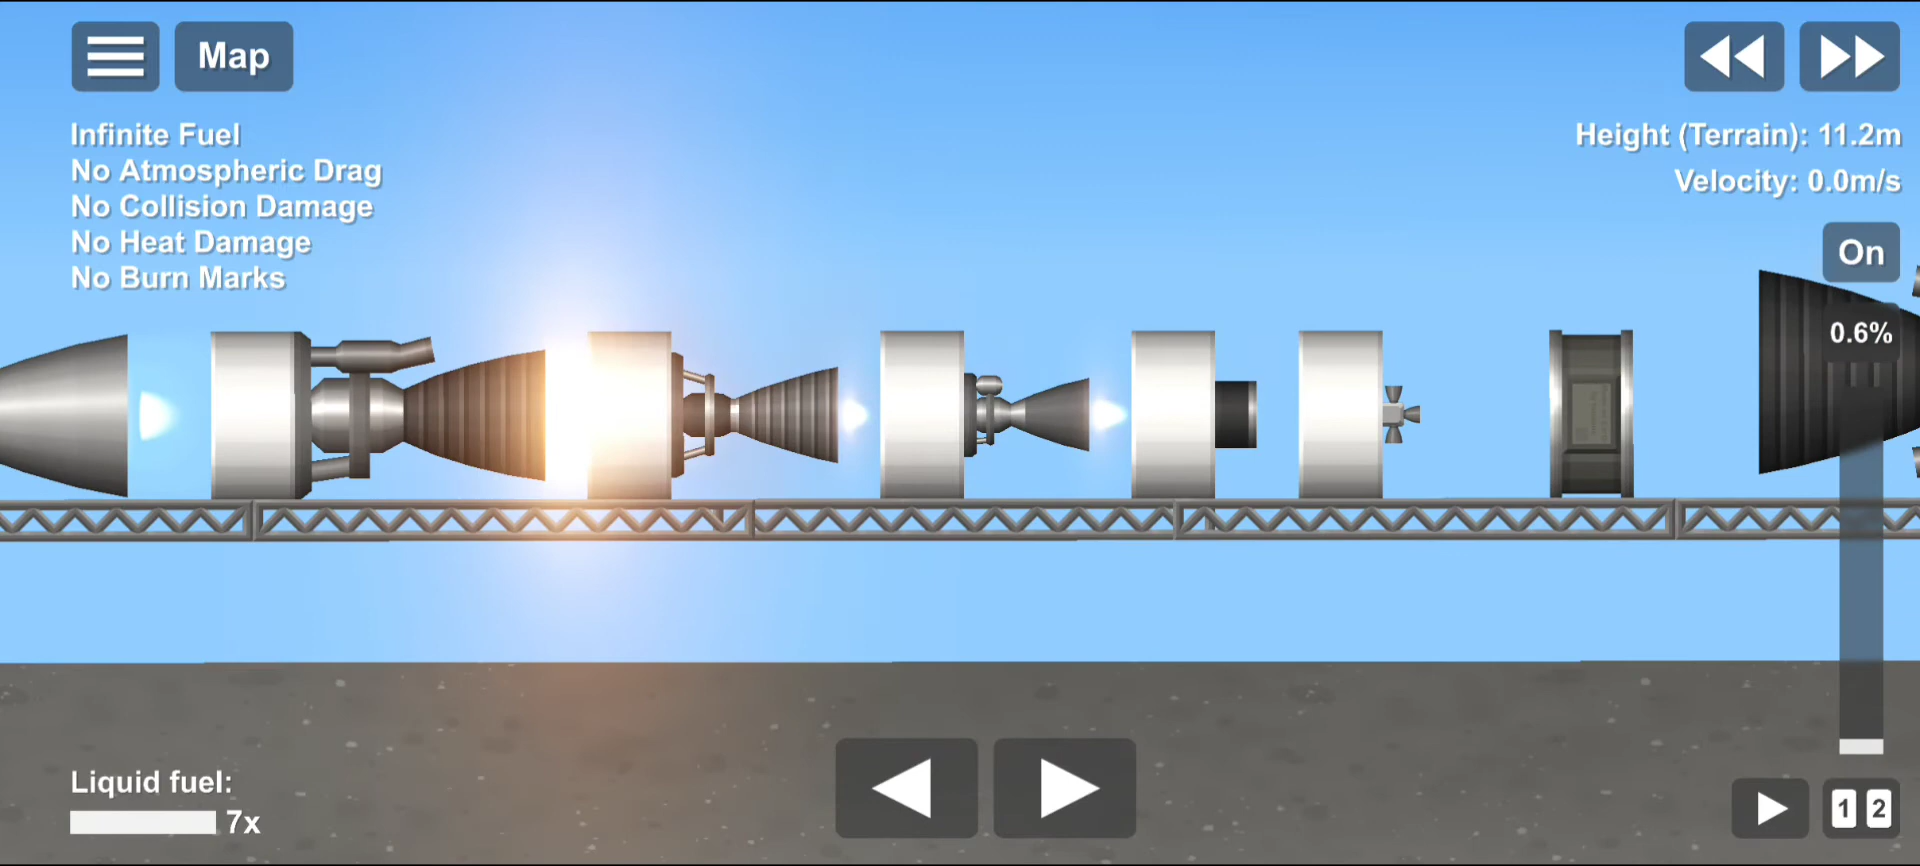 Map
Infinite Fuel
No Atmospheric Drag
No Collision Damage
No Heat Damage
No Burn Marks
Height (Terrain): 11.2m
Velocity: 0.0m/s
On
0.6%
Liquid fuel:
7x
1 2